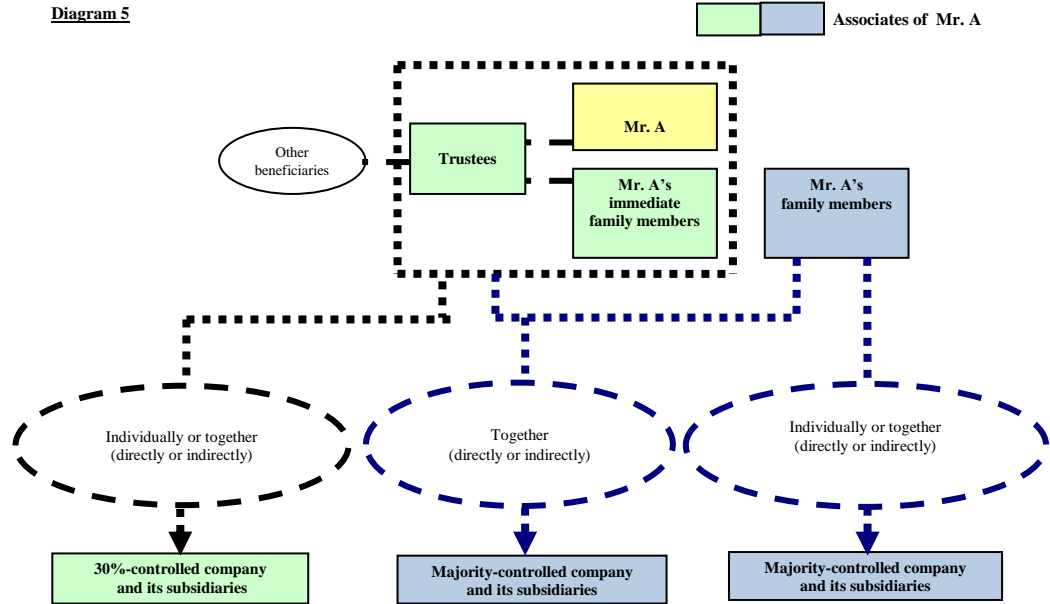 Diagram 5
Associates of Mr. A
Other
beneficiaries
Trustees
Mr. A
Mr. A’s
immediate
family members
Mr. A’s
family members
Individually or together
(directly or indirectly)
Together
(directly or indirectly)
Individually or together
(directly or indirectly)
30%-controlled company
and its subsidiaries
Majority-controlled company
and its subsidiaries
Majority-controlled company
and its subsidiaries